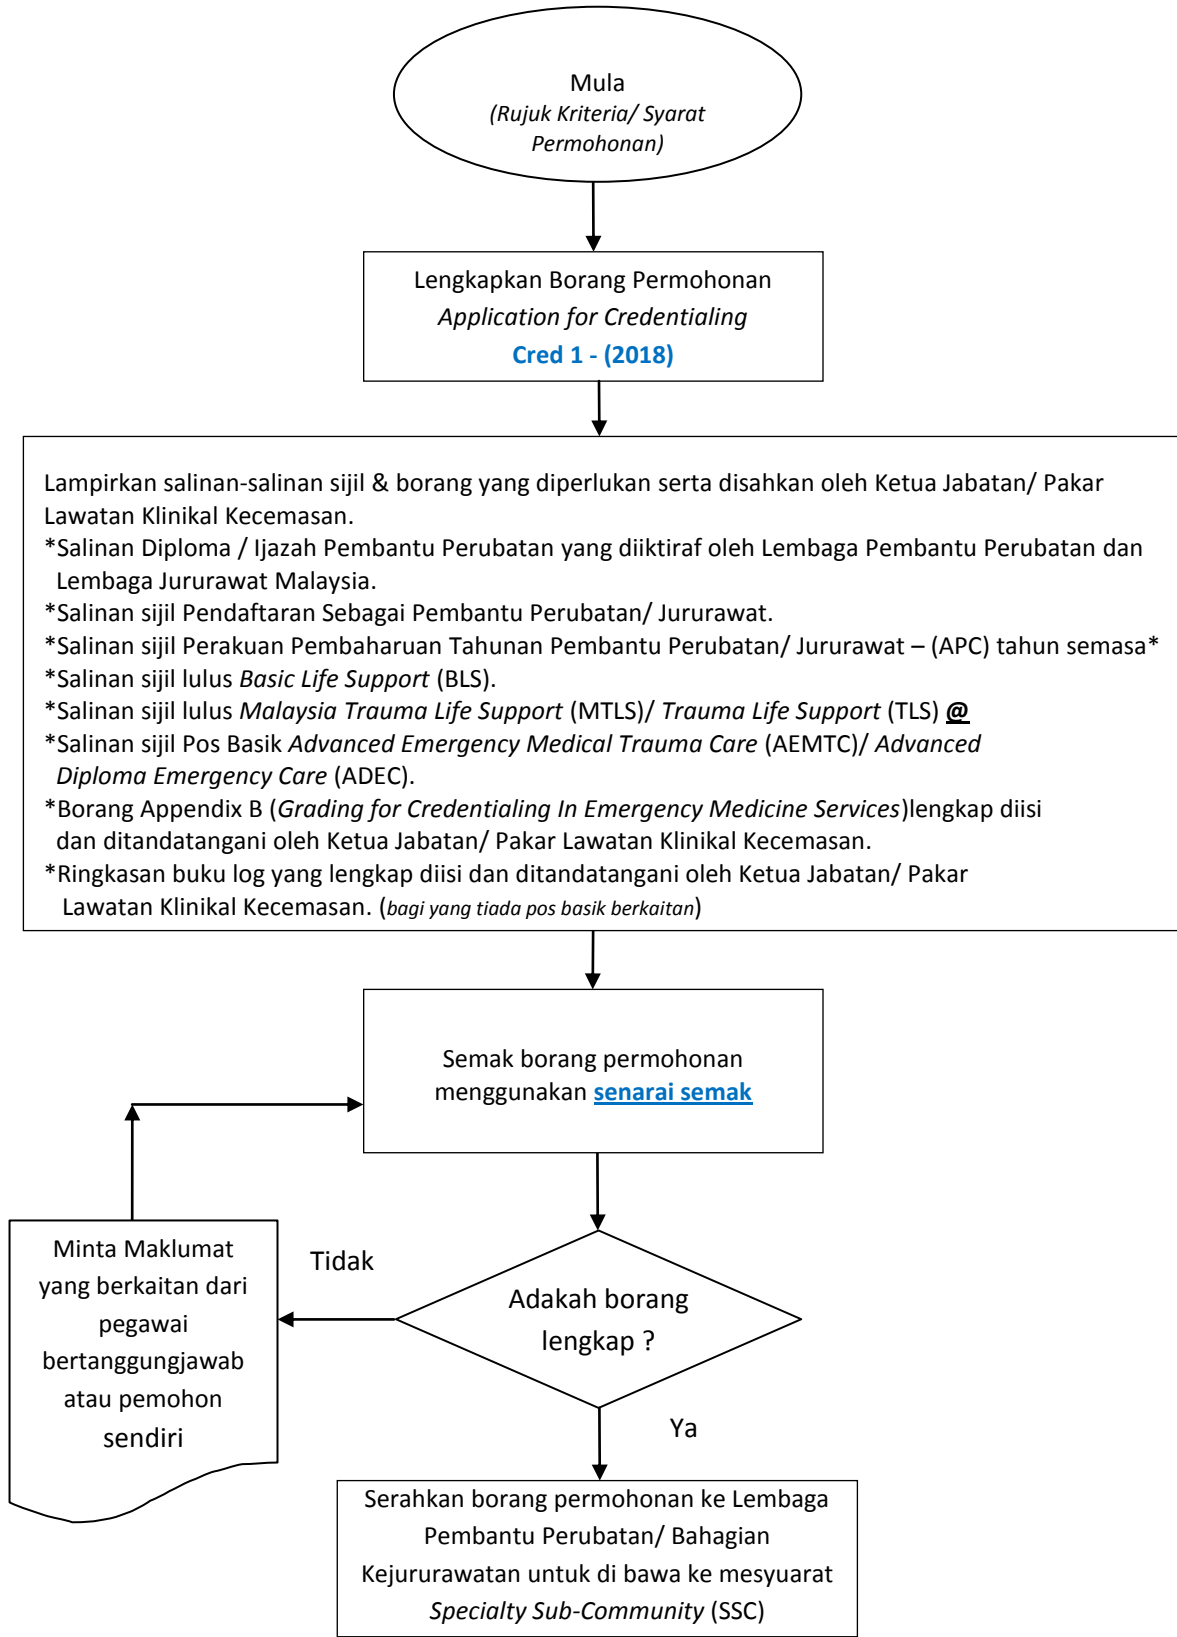 Mula
(Rujuk Kriteria/ Syarat
Permohonan)
Lengkapkan Borang Permohonan
Application for Credentialing
Cred 1 - (2018)
Lampirkan salinan-salinan sijil & borang yang diperlukan serta disahkan oleh Ketua Jabatan/ Pakar
Lawatan Klinikal Kecemasan.
*Salinan Diploma / Ijazah Pembantu Perubatan yang diiktiraf oleh Lembaga Pembantu Perubatan dan
Lembaga Jururawat Malaysia.
*Salinan sijil Pendaftaran Sebagai Pembantu Perubatan/ Jururawat.
*Salinan sijil Perakuan Pembaharuan Tahunan Pembantu Perubatan/ Jururawat – (APC) tahun semasa*
*Salinan sijil lulus Basic Life Support (BLS).
*Salinan sijil lulus Malaysia Trauma Life Support (MTLS)/ Trauma Life Support (TLS) @
*Salinan sijil Pos Basik Advanced Emergency Medical Trauma Care (AEMTC)/ Advanced
Diploma Emergency Care (ADEC).
*Borang Appendix B (Grading for Credentialing In Emergency Medicine Services)lengkap diisi
dan ditandatangani oleh Ketua Jabatan/ Pakar Lawatan Klinikal Kecemasan.
*Ringkasan buku log yang lengkap diisi dan ditandatangani oleh Ketua Jabatan/ Pakar
Lawatan Klinikal Kecemasan. (bagi yang tiada pos basik berkaitan)
Semak borang permohonan
menggunakan senarai semak
Adakah borang
lengkap ?
Tidak
Minta Maklumat
yang berkaitan dari
pegawai
bertanggungjawab
atau pemohon
sendiri
Ya
Serahkan borang permohonan ke Lembaga
Pembantu Perubatan/ Bahagian
Kejururawatan untuk di bawa ke mesyuarat
Specialty Sub-Community (SSC)